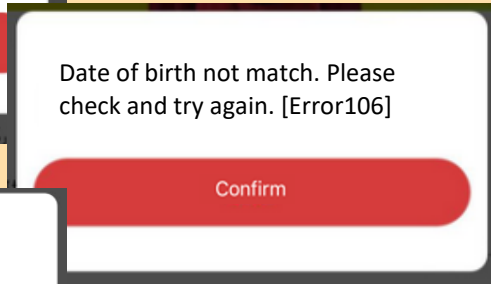 Date of birth not match. Please
check and try again. [Error106]
Confirm